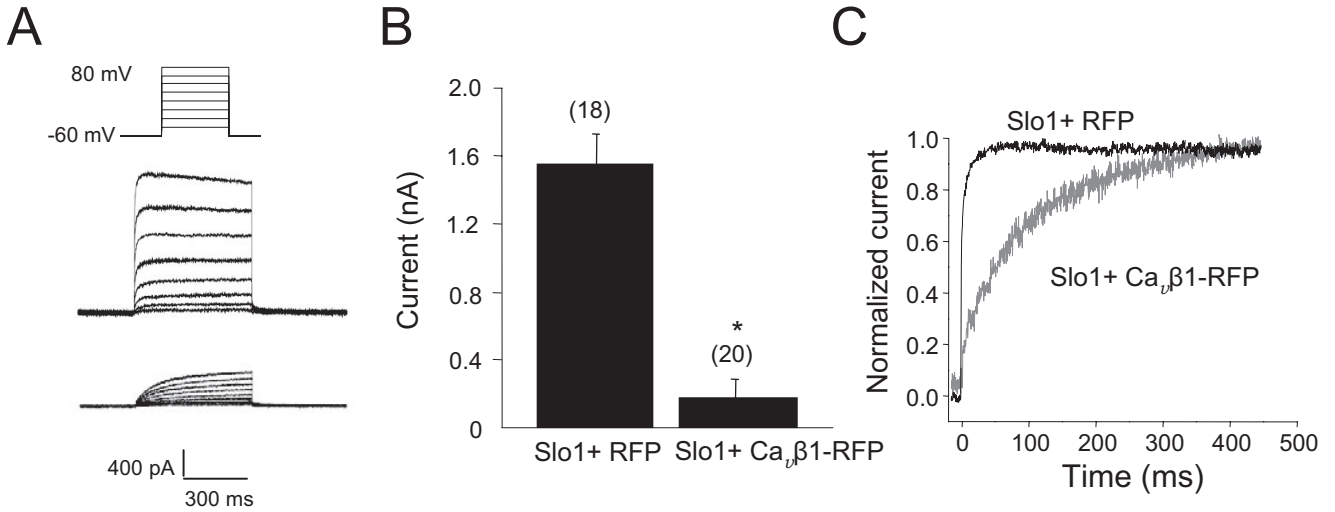 A
80 mV
-60 mV
400 pA
300 ms
B
2.0
1.6
1.2
0.8
0.4
0
Current (nA)
(18)
*
(20)
Slo1+ RFP
Slo1+ Caᵥβ1-RFP
C
Slo1+ RFP
Slo1+ Caᵥβ1-RFP
Normalized current
1.0
0.8
0.6
0.4
0.2
0.0
0 100 200 300 400 500
Time (ms)